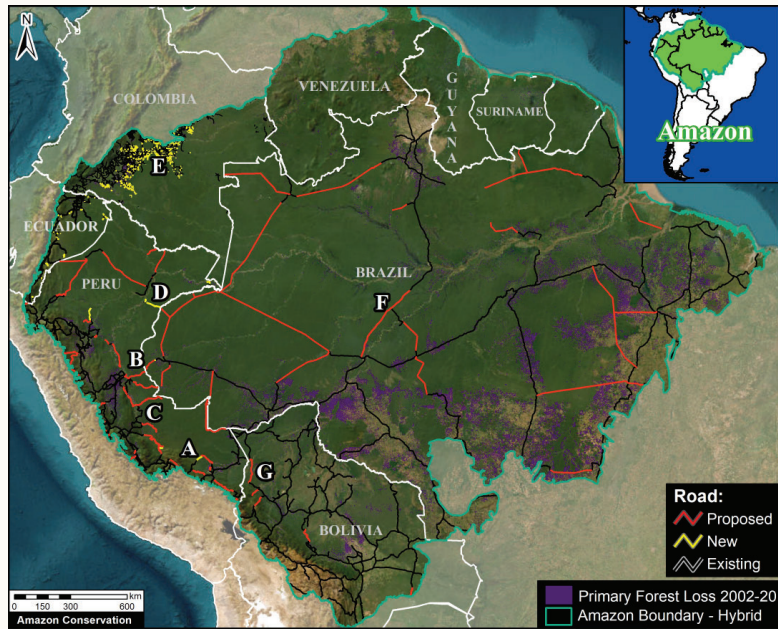 N
COLOMBIA
VENEZUELA
GUYANA
SURINAME
Amazon
E
ECUADOR
PERU
D
BRAZIL
F
B
C
A
G
BOLIVIA
Road:
Proposed
New
Existing
0 150 300 600
km
Amazon Conservation
Primary Forest Loss 2002-20
Amazon Boundary - Hybrid